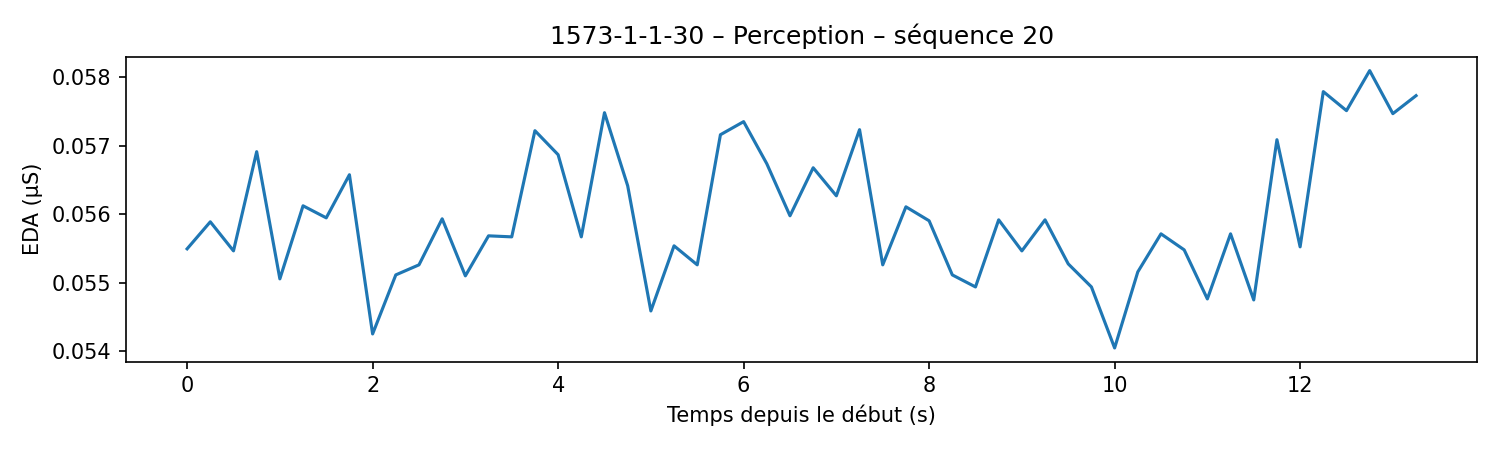 1573-1-1-30 – Perception – séquence 20
EDA (µS)
0.058
0.057
0.056
0.055
0.054
0 2 4 6 8 10 12
Temps depuis le début (s)